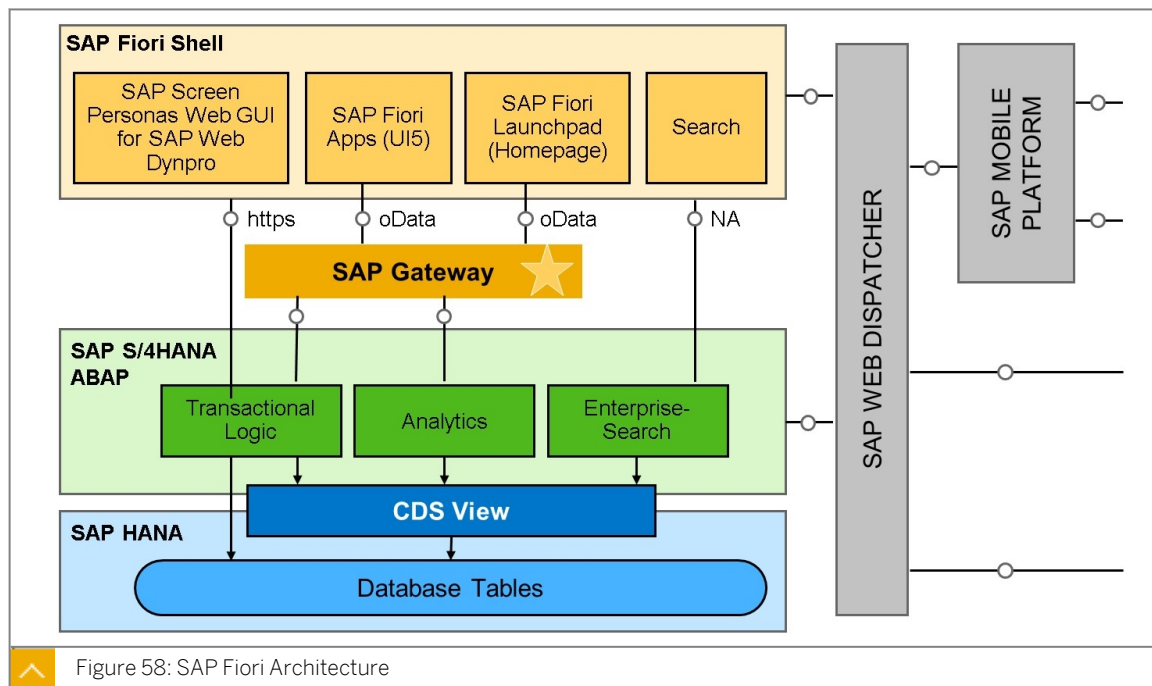 SAP Fiori Shell
SAP Screen
Personas Web GUI
for SAP Web
Dynpro
SAP Fiori
Apps (UI5)
SAP Fiori
Launchpad
(Homepage)
Search
https
oData
oData
NA
SAP Gateway
SAP S/4HANA
ABAP
Transactional
Logic
Analytics
Enterprise-
Search
CDS View
SAP HANA
Database Tables
SAP WEB DISPATCHER
SAP MOBILE
PLATFORM
Figure 58: SAP Fiori Architecture